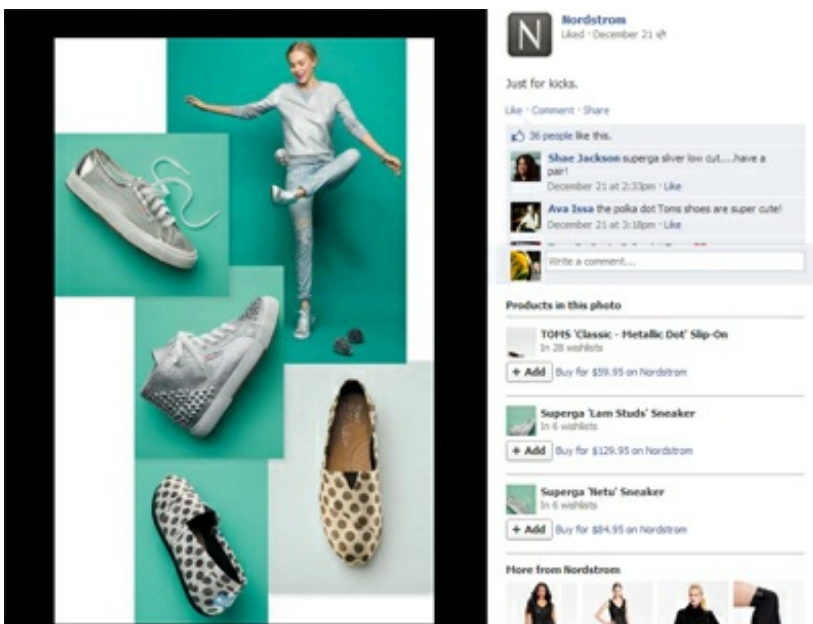 N
Nordstrom
Liked · December 21
Just for kicks.
Like · Comment · Share
36 people like this.
Shae Jackson superga sliver low cut....have a
pair!
December 21 at 2:33pm · Like
Ava Issa the polka dot Toms shoes are super cute!
December 21 at 3:18pm · Like
Write a comment...
Products in this photo
TOMS 'Classic - Metallic Dot' Slip-On
In 28 wishlists
+ Add Buy for $59.95 on Nordstrom
Superga 'Lam Studs' Sneaker
In 6 wishlists
+ Add Buy for $129.95 on Nordstrom
Superga 'Netu' Sneaker
In 6 wishlists
+ Add Buy for $84.95 on Nordstrom
More from Nordstrom